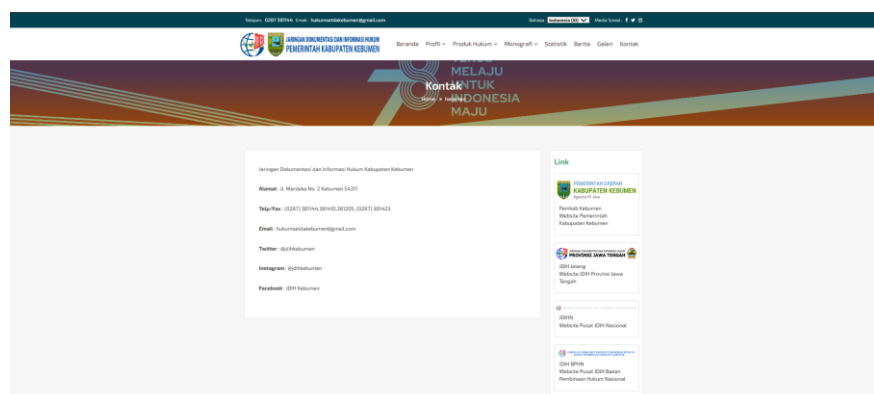 Telepon: 0287 381144 Email: hukumsetdakebumen@gmail.com
Bahasa : Indonesia (ID) Media Sosial :
JARINGAN DOKUMENTASI DAN INFORMASI HUKUM
PEMERINTAH KABUPATEN KEBUMEN
Beranda Profil Produk Hukum Monografi Statistik Berita Galeri Kontak
MELAJU
UNTUK
INDONESIA
MAJU
Kontak
Home
Jaringan Dokumentasi dan Informasi Hukum Kabupaten Kebumen
Alamat : Jl. Merdeka No. 2 Kebumen 54311
Telp/Fax : (0287) 381144,381410,381205, (0287) 381423
Email : hukumsetdakebumen@gmail.com
Twitter : @jdihkebumen
Instagram : @jdihkebumen
Facebook : JDIH Kebumen
Link
PEMERINTAH DAERAH
KABUPATEN KEBUMEN
Pemkab Kebumen
Website Pemerintah
Kabupaten Kebumen
PROVINSI JAWA TENGAH
JDIH Jateng
Website JDIH Provinsi Jawa
Tengah
JDIHN
Website Pusat JDIH Nasional
JDIH BPHN
Website Pusat JDIH Badan
Pembinaan Hukum Nasional